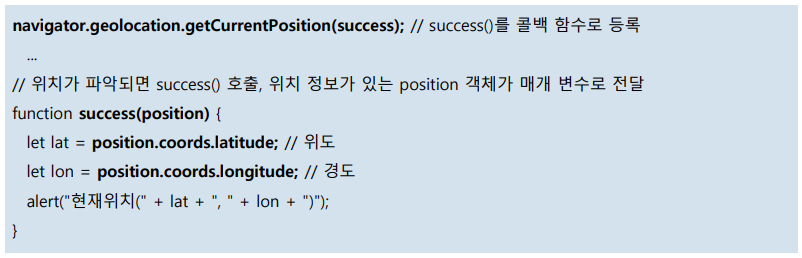 navigator.geolocation.getCurrentPosition(success); // success()를 콜백 함수로 등록
...
// 위치가 파악되면 success() 호출, 위치 정보가 있는 position 객체가 매개 변수로 전달
function success(position) {
let lat = position.coords.latitude; // 위도
let lon = position.coords.longitude; // 경도
alert("현재위치(" + lat + ", " + lon + ")");
}